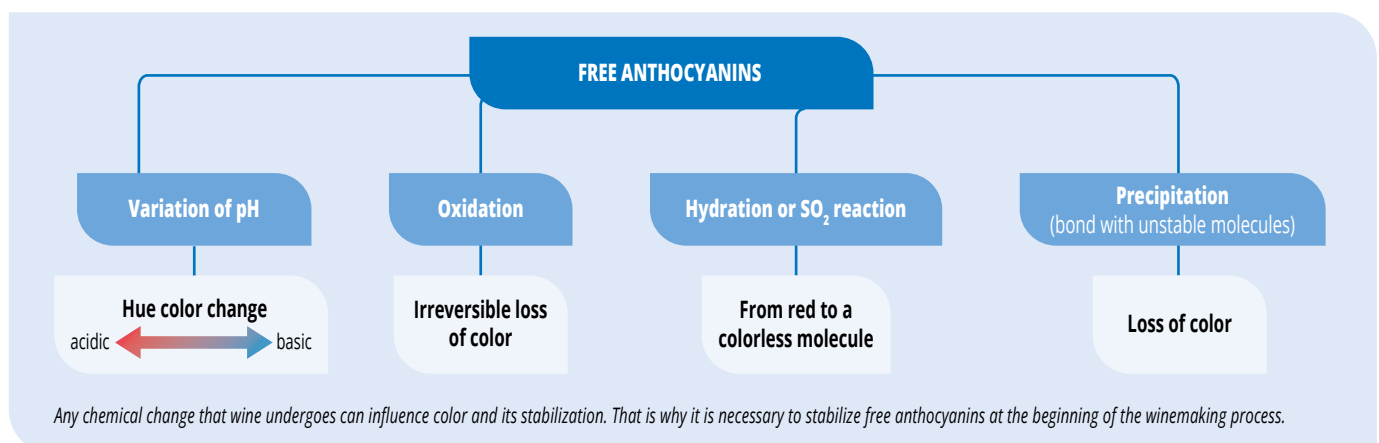 FREE ANTHOCYANINS
Variation of pH
Oxidation
Hydration or SO₂ reaction
Precipitation
(bond with unstable molecules)
Hue color change
acidic
basic
Irreversible loss
of color
From red to a
colorless molecule
Loss of color
Any chemical change that wine undergoes can influence color and its stabilization. That is why it is necessary to stabilize free anthocyanins at the beginning of the winemaking process.